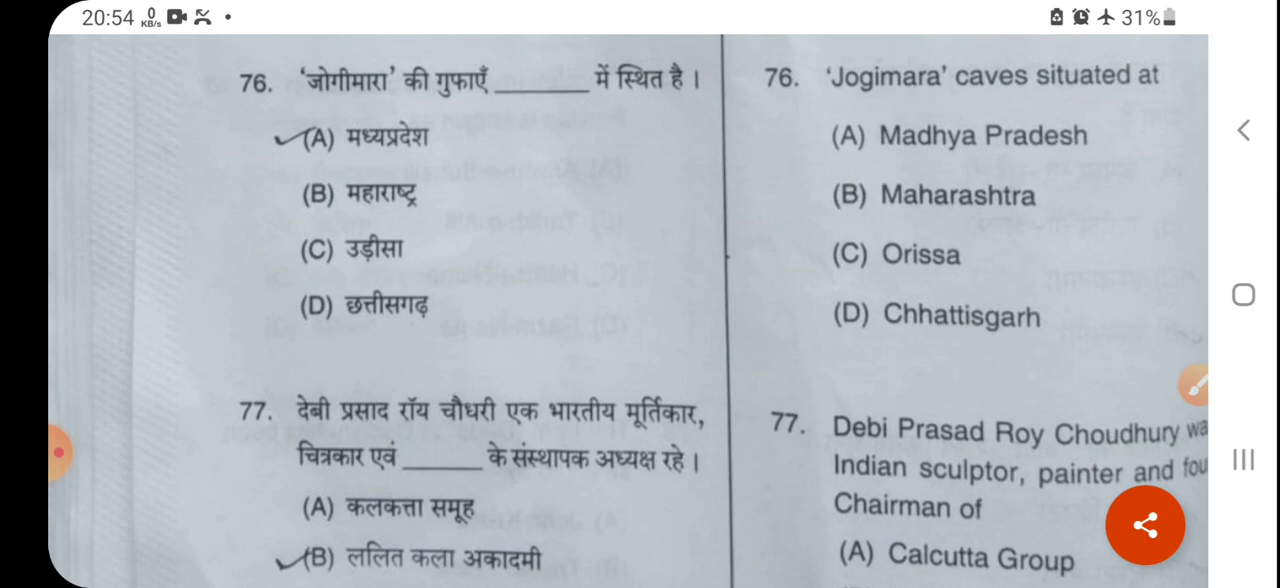 20:54 0 KB/s 31%
76. 'जोगीमारा' की गुफाएँ ______ में स्थित है ।
(A) मध्यप्रदेश
(B) महाराष्ट्र
(C) उड़ीसा
(D) छत्तीसगढ़
77. देबी प्रसाद रॉय चौधरी एक भारतीय मूर्तिकार,
चित्रकार एवं ______ के संस्थापक अध्यक्ष रहे ।
(A) कलकत्ता समूह
(B) ललित कला अकादमी
76. 'Jogimara' caves situated at
(A) Madhya Pradesh
(B) Maharashtra
(C) Orissa
(D) Chhattisgarh
77. Debi Prasad Roy Choudhury wa
Indian sculptor, painter and fou
Chairman of
(A) Calcutta Group